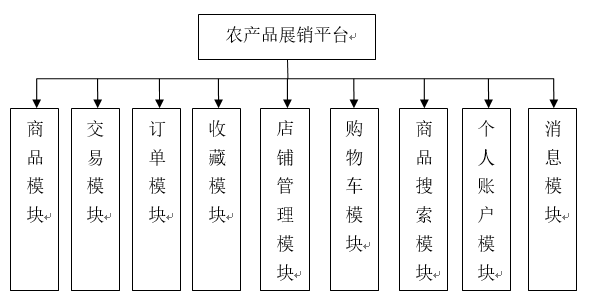 农产品展销平台
商品模块
交易模块
订单模块
收藏模块
店铺管理模块
购物车模块
商品搜索模块
个人账户模块
消息模块